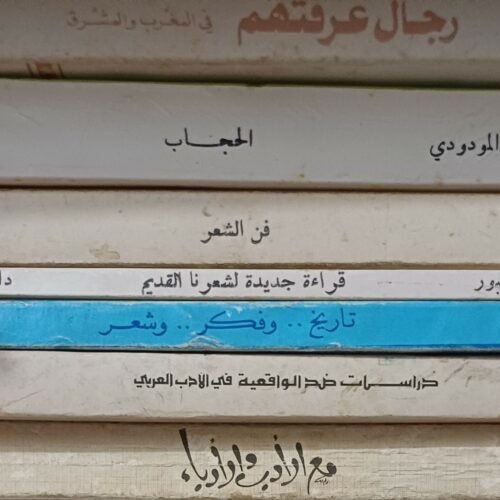 رجال عرفتهم في المغرب والمشرق
المودودي الحجاب
فن الشعر
قراءة جديدة لشعرنا القديم
تاريخ .. وفكر .. وشعر
دراسات ضد الواقعية في الأدب العربي
مع الأدب والأدباء